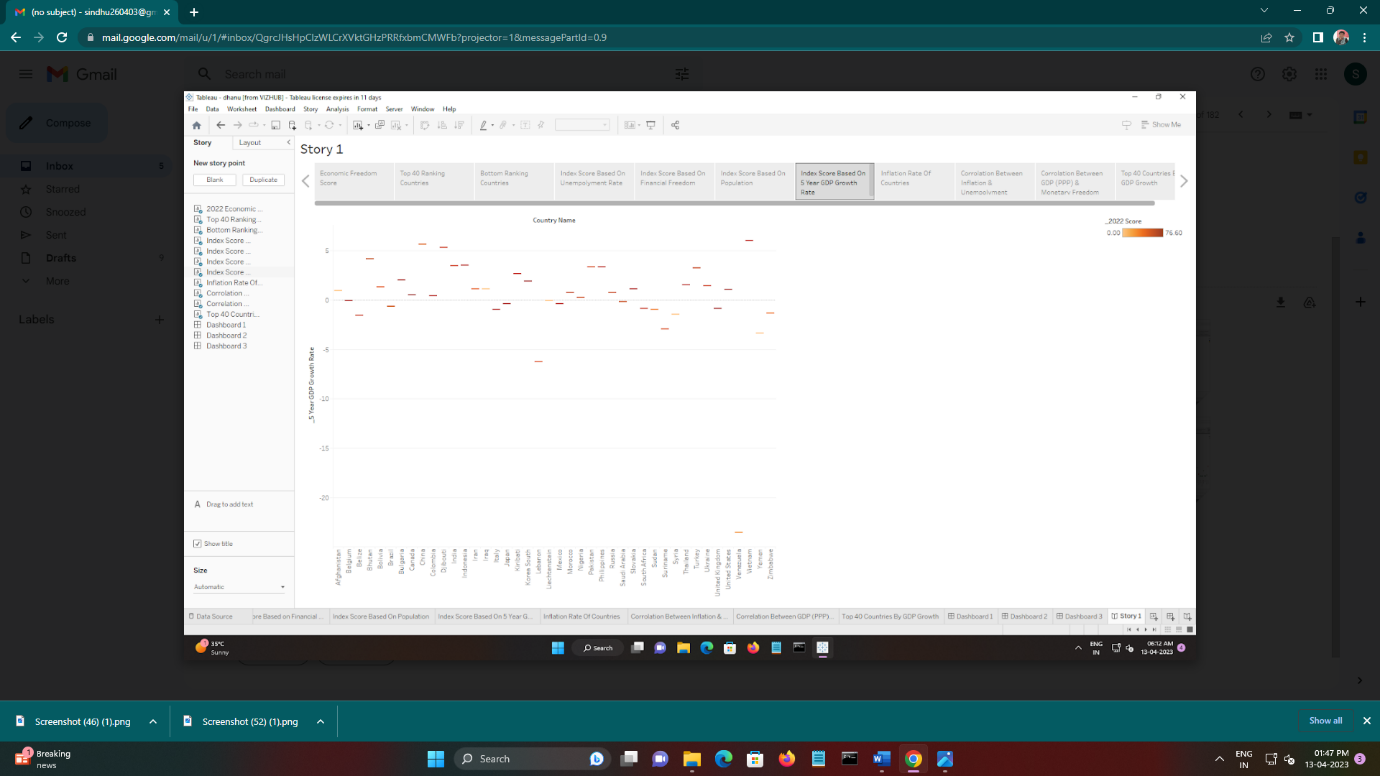 (no subject) - sindhu260403@gm
mail.google.com/mail/u/1/#inbox/QgrcJHsHpClzWLCrXVktGHzPRRfxbmCMWFb?projector=1&messagePartId=0.9
Gmail
Search mail
Compose
Inbox
Starred
Snoozed
Sent
Drafts
More
Labels
Tableau - dhanu [from VIZHUB] - Tableau license expires in 11 days
File Data Worksheet Dashboard Story Analysis Format Server Window Help
Show Me
Story Layout
New story point
Blank Duplicate
2022 Economic ...
Top 40 Ranking...
Bottom Ranking...
Index Score ...
Index Score ...
Index Score ...
Index Score ...
Inflation Rate Of...
Corrolation ...
Correlation ...
Top 40 Countri...
Dashboard 1
Dashboard 2
Dashboard 3
A Drag to add text
Show title
Size
Automatic
Story 1
Economic Freedom
Score
Top 40 Ranking
Countries
Bottom Ranking
Countries
Index Score Based On
Unemployment Rate
Index Score Based On
Financial Freedom
Index Score Based On
Population
Index Score Based On
5 Year GDP Growth
Rate
Inflation Rate Of
Countries
Corrolation Between
Inflation &
Unemployment
Correlation Between
GDP (PPP) &
Monetary Freedom
Top 40 Countries B
GDP Growth
Country Name
_2022 Score
0.00 76.60
_5 Year GDP Growth Rate
5
0
-5
-10
-15
-20
Afghanistan
Belgium
Belize
Bhutan
Bolivia
Brazil
Bulgaria
Canada
China
Colombia
Djibouti
India
Indonesia
Iran
Iraq
Italy
Japan
Kiribati
Korea South
Lebanon
Liechtenstein
Mexico
Morocco
Nigeria
Pakistan
Philippines
Russia
Saudi Arabia
Slovakia
South Africa
Sudan
Suriname
Syria
Thailand
Turkey
Ukraine
United Kingdom
United States
Venezuela
Vietnam
Yemen
Zimbabwe
Data Source ore Based on Financial ... Index Score Based On Population Index Score Based On 5 Year G... Inflation Rate Of Countries Corrolation Between Inflation & ... Correlation Between GDP (PPP)... Top 40 Countries By GDP Growth Dashboard 1 Dashboard 2 Dashboard 3 Story 1
35°C
Sunny
Search
ENG
IN
06:12 AM
13-04-2023
Screenshot (46) (1).png
Screenshot (52) (1).png
Show all
Breaking
news
Search
ENG
IN
01:47 PM
13-04-2023